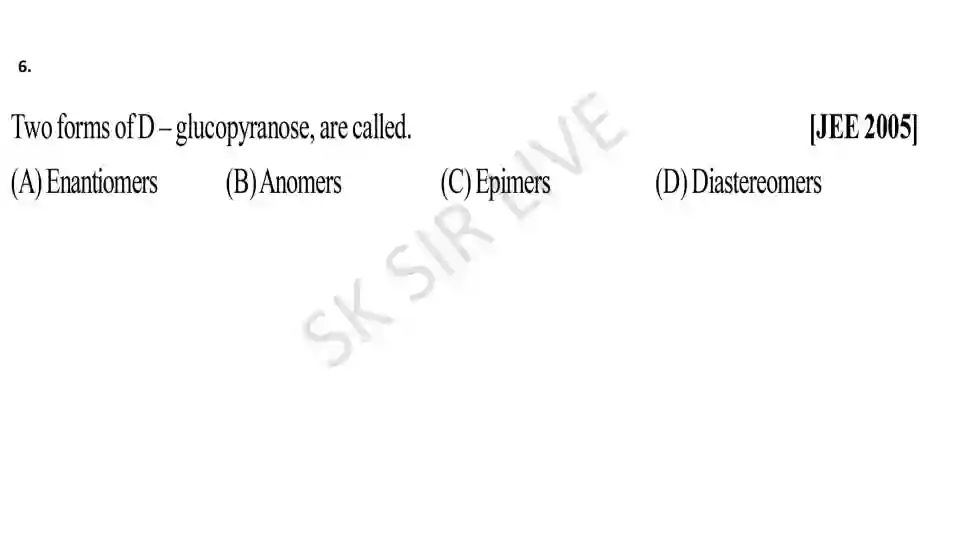 6.
Two forms of D – glucopyranose, are called. [JEE 2005]
(A) Enantiomers (B) Anomers (C) Epimers (D) Diastereomers
SK SIR LIVE